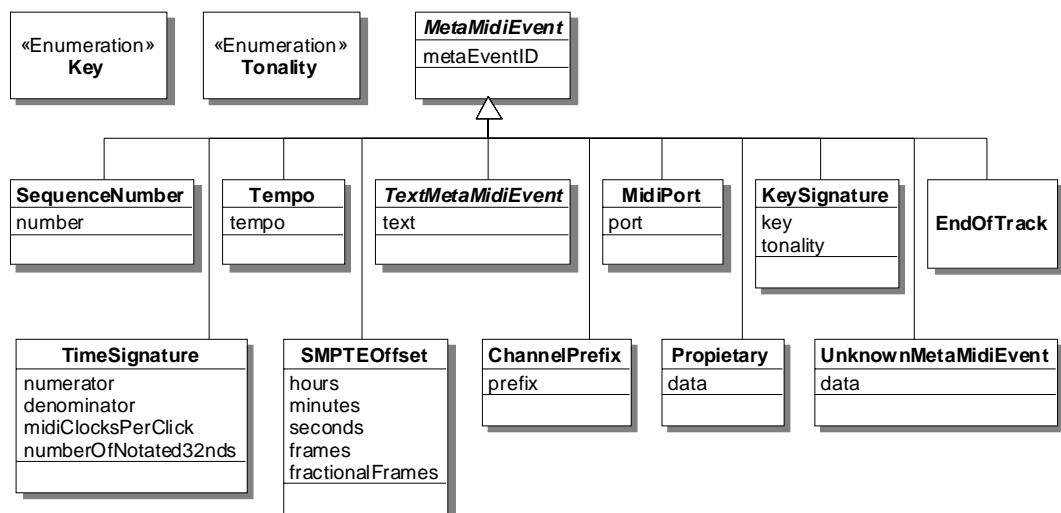 «Enumeration»
Key
«Enumeration»
Tonality
MetaMidiEvent
metaEventID
SequenceNumber
number
Tempo
tempo
TextMetaMidiEvent
text
MidiPort
port
KeySignature
key
tonality
EndOfTrack
TimeSignature
numerator
denominator
midiClocksPerClick
numberOfNotated32nds
SMPTEOffset
hours
minutes
seconds
frames
fractionalFrames
ChannelPrefix
prefix
Propietary
data
UnknownMetaMidiEvent
data